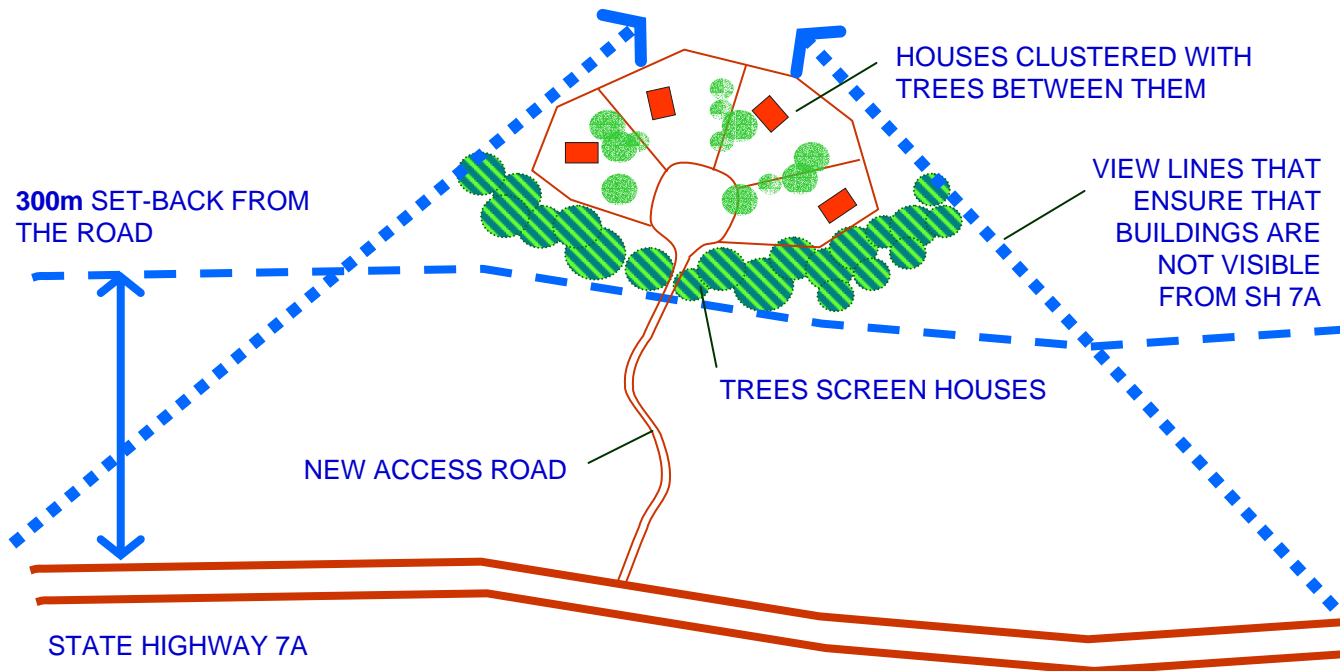 HOUSES CLUSTERED WITH
TREES BETWEEN THEM
VIEW LINES THAT
ENSURE THAT
BUILDINGS ARE
NOT VISIBLE
FROM SH 7A
300m SET-BACK FROM
THE ROAD
TREES SCREEN HOUSES
NEW ACCESS ROAD
STATE HIGHWAY 7A